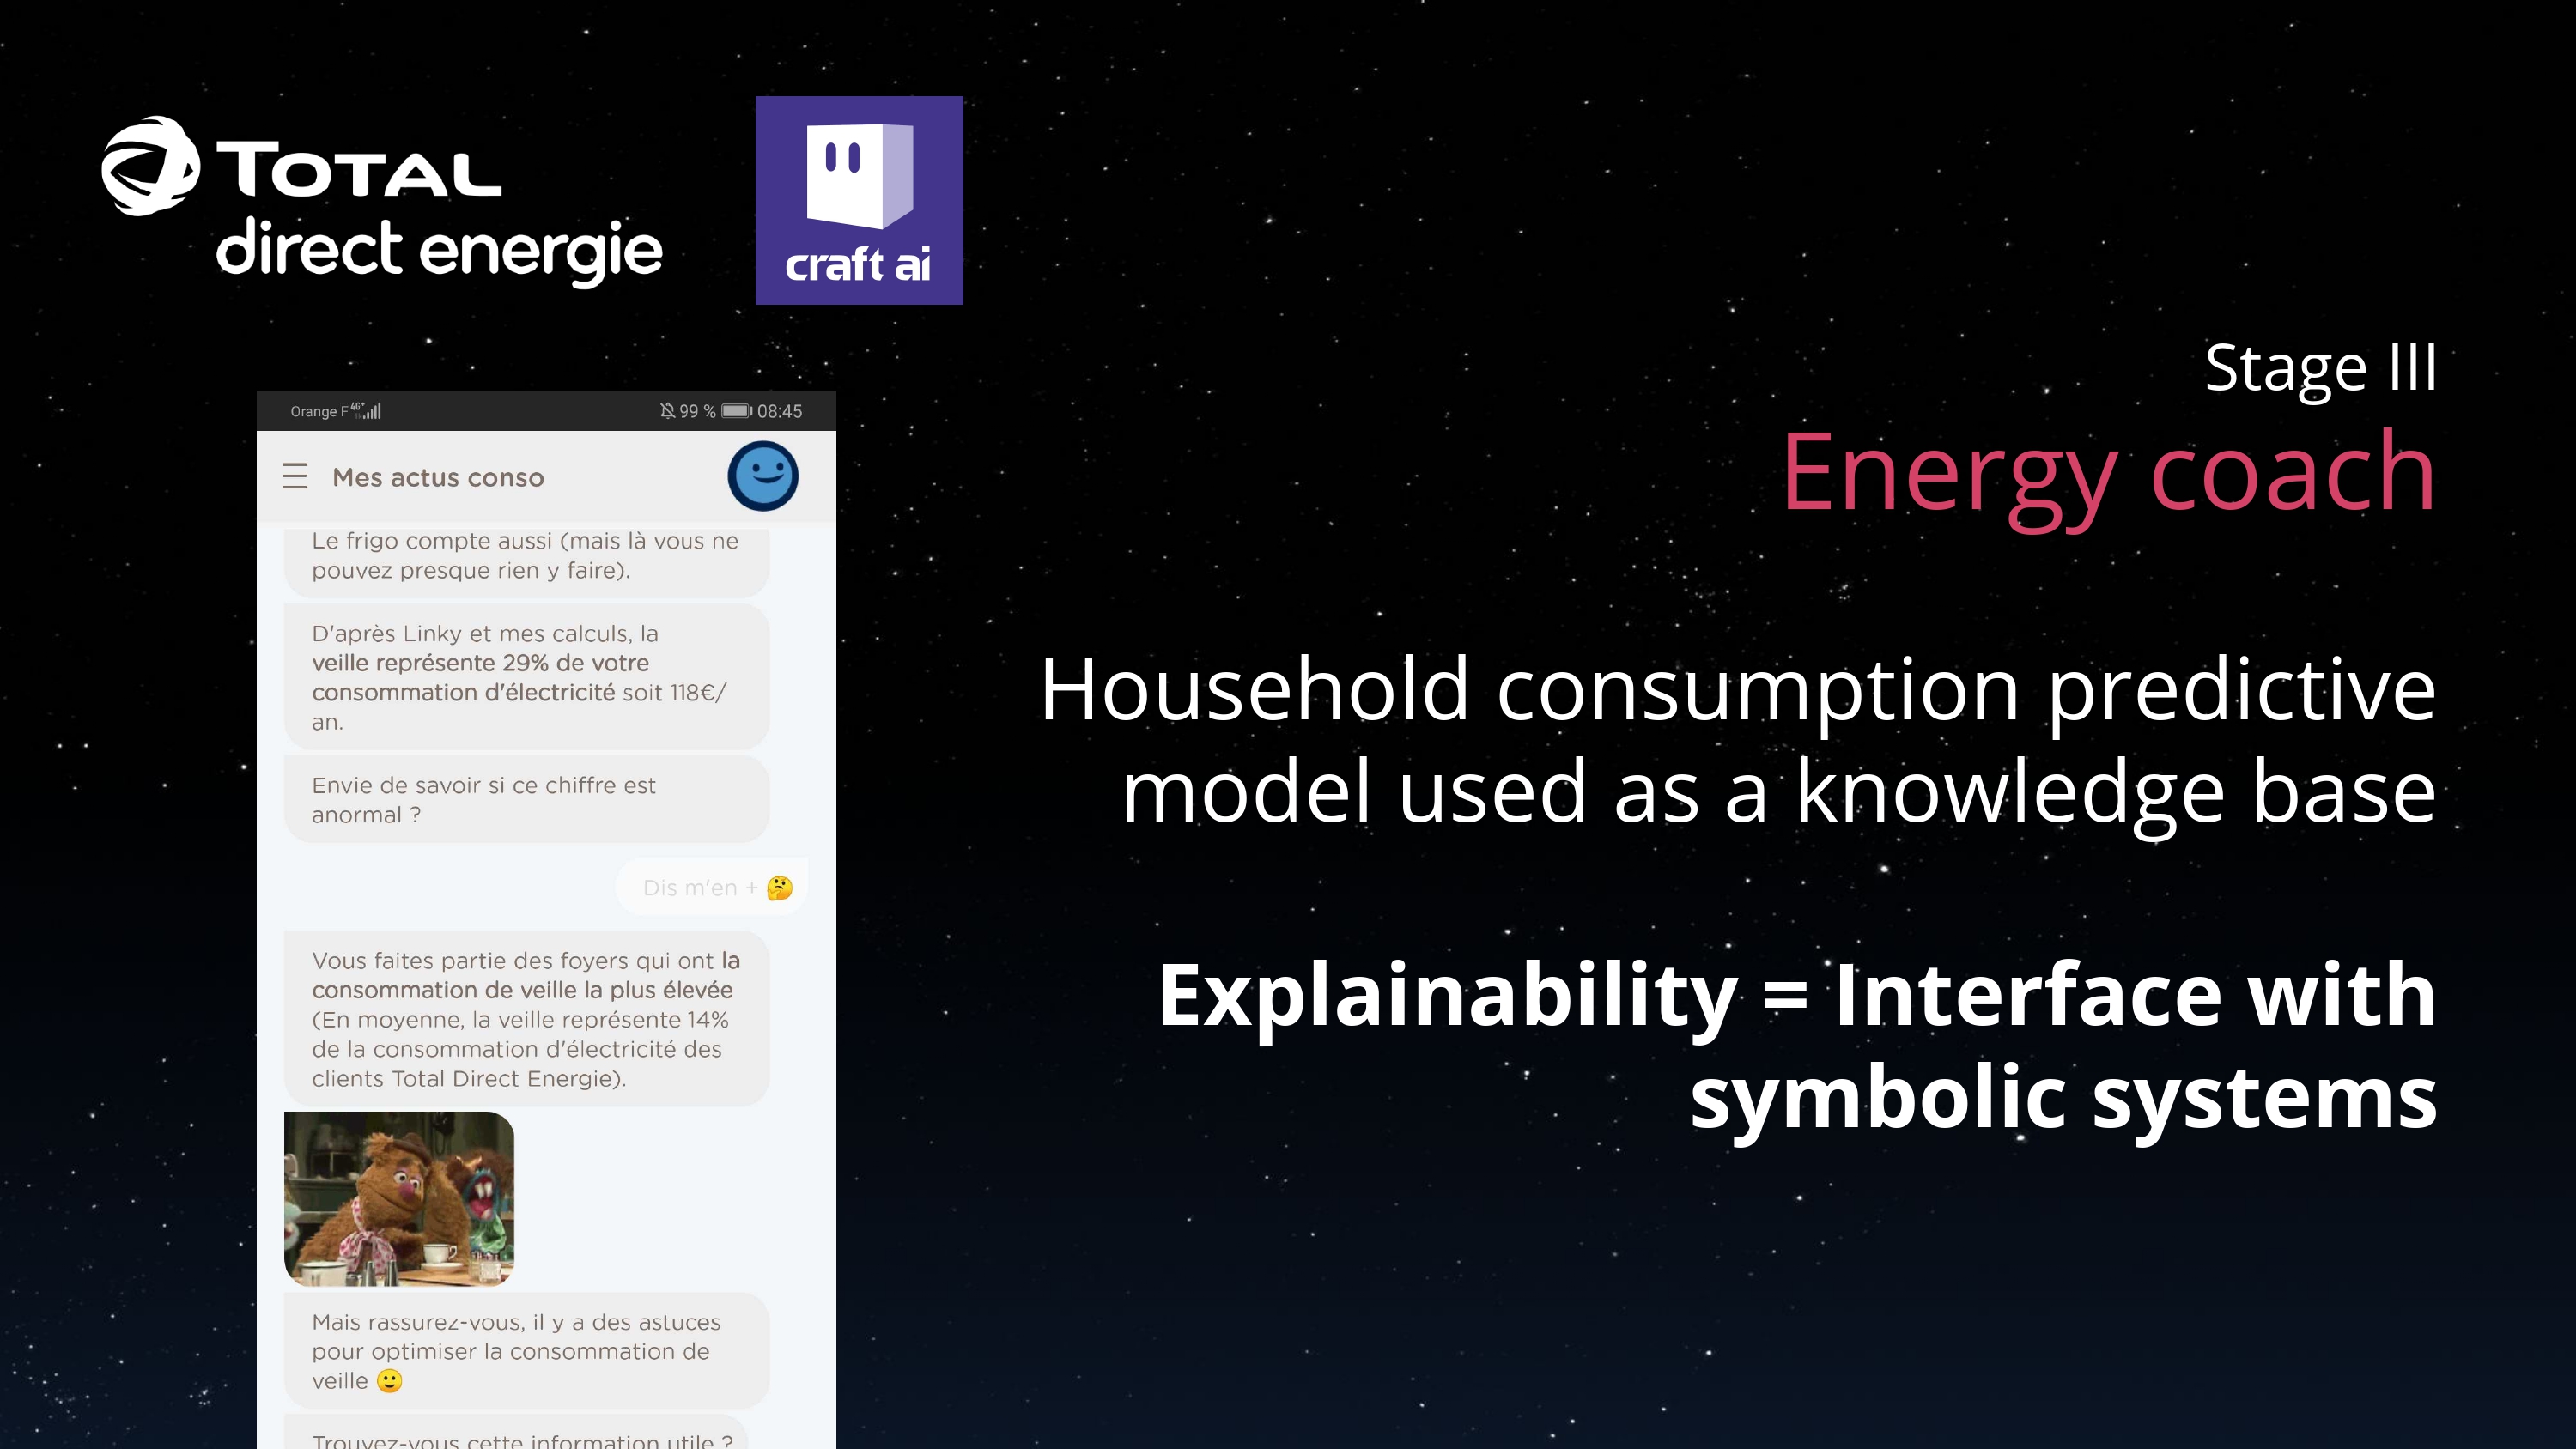 TOTAL
direct energie
craft ai
Stage III
Energy coach
Household consumption predictive
model used as a knowledge base
Explainability = Interface with
symbolic systems
Orange F 4G+ 99 % 08:45
Mes actus conso
Le frigo compte aussi (mais là vous ne
pouvez presque rien y faire).
D'après Linky et mes calculs, la
veille représente 29% de votre
consommation d'électricité soit 118€/
an.
Envie de savoir si ce chiffre est
anormal ?
Dis m'en + 🤔
Vous faites partie des foyers qui ont la
consommation de veille la plus élevée
(En moyenne, la veille représente 14%
de la consommation d'électricité des
clients Total Direct Energie).
Mais rassurez-vous, il y a des astuces
pour optimiser la consommation de
veille 🙂
Trouvez-vous cette information utile ?